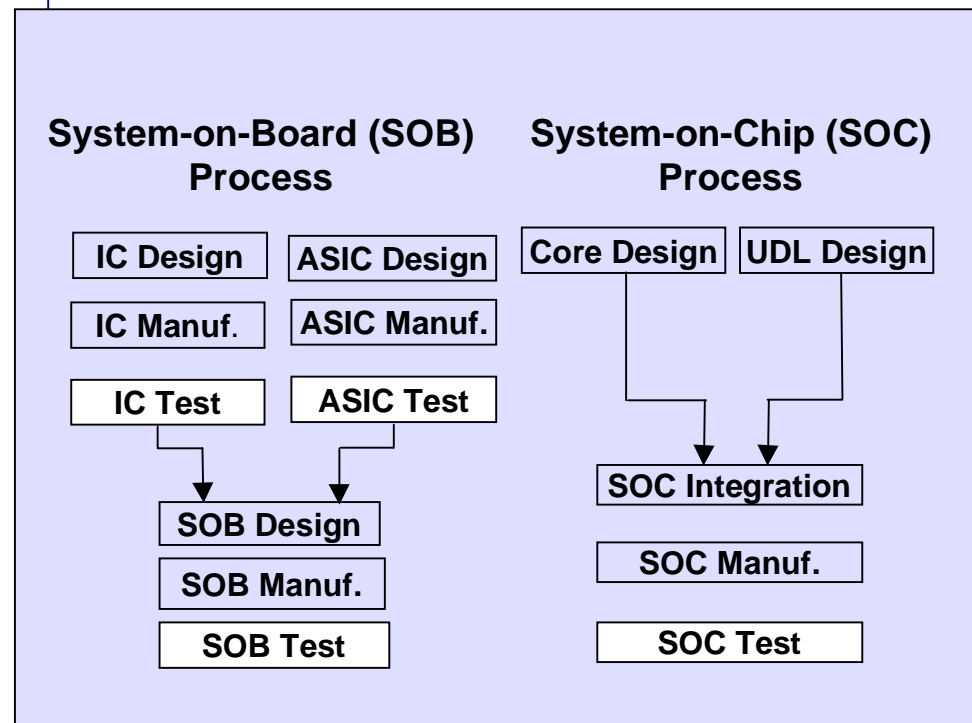 System-on-Board (SOB)
Process
IC Design
ASIC Design
IC Manuf.
ASIC Manuf.
IC Test
ASIC Test
SOB Design
SOB Manuf.
SOB Test
System-on-Chip (SOC)
Process
Core Design
UDL Design
SOC Integration
SOC Manuf.
SOC Test